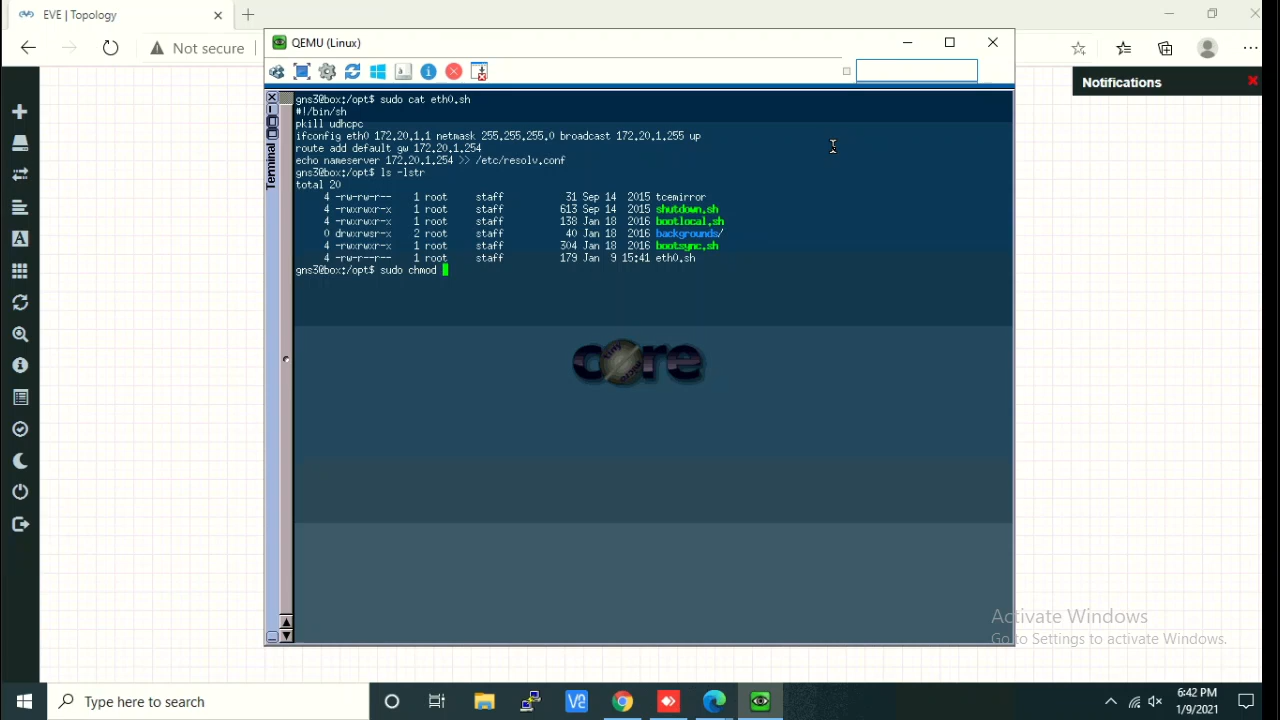 EVE | Topology
Not secure
QEMU (Linux)
Notifications
Terminal
gns3@box:/opt$ sudo cat eth0.sh
#!/bin/sh
pkill udhcpc
ifconfig eth0 172.20.1.1 netmask 255.255.255.0 broadcast 172.20.1.255 up
route add default gw 172.20.1.254
echo nameserver 172.20.1.254 >> /etc/resolv.conf
gns3@box:/opt$ ls -lstr
total 20
4 -rw-rw-r-- 1 root staff 31 Sep 14 2015 tcemirror
4 -rwxrwxr-x 1 root staff 613 Sep 14 2015 shutdown.sh
4 -rwxrwxr-x 1 root staff 138 Jan 18 2016 bootlocal.sh
0 drwxrwsr-x 2 root staff 40 Jan 18 2016 backgrounds/
4 -rwxrwxr-x 1 root staff 304 Jan 18 2016 bootsync.sh
4 -rw-r--r-- 1 root staff 179 Jan 9 15:41 eth0.sh
gns3@box:/opt$ sudo chmod
core
Activate Windows
Go to Settings to activate Windows.
Type here to search
6:42 PM
1/9/2021